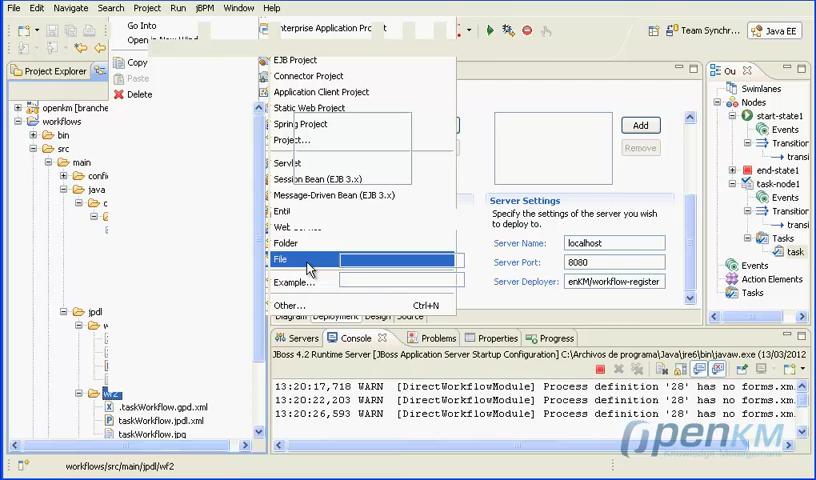 File Edit Navigate Search Project Run jBPM Window Help
Go Into
Open in New Wind
Copy
Paste
Delete
Enterprise Application Proj
EJB Project
Connector Project
Application Client Project
Static Web Project
Spring Project
Project...
Servlet
Session Bean (EJB 3.x)
Message-Driven Bean (EJB 3.x)
Folder
File
Example...
Other... Ctrl+N
Team Synchr...
Java EE
Project Explorer
openkm [branche
workflows
bin
src
main
config
java
jpdl
wf2
.taskWorkflow.gpd.xml
taskWorkflow.jpdl.xml
taskWorkflow.jpg
Add
Remove
Server Settings
Specify the settings of the server you wish
to deploy to.
Server Name: localhost
Server Port: 8080
Server Deployer: enKM/workflow-register
Diagram Deployment Design Source
Ou
Swimlanes
Nodes
start-state1
Events
Transition
transi
end-state1
task-node1
Events
Transition
transi
Tasks
task
Events
Action Elements
Tasks
Servers Console Problems Properties Progress
JBoss 4.2 Runtime Server [JBoss Application Server Startup Configuration] C:\Archivos de programa\Java\jre6\bin\javaw.exe (13/03/2012
13:20:17,718 WARN [DirectWorkflowModule] Process definition '28' has no forms.xm
13:20:22,203 WARN [DirectWorkflowModule] Process definition '28' has no forms.xm
13:20:26,593 WARN [DirectWorkflowModule] Process definition '28' has no forms.xm
OpenKM
Knowledge Management
workflows/src/main/jpdl/wf2